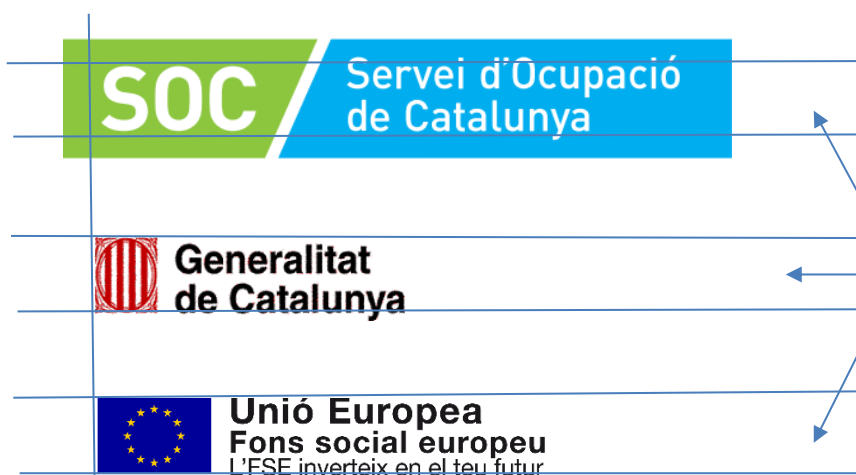 SOC
Servei d'Ocupació
de Catalunya
Generalitat
de Catalunya
Unió Europea
Fons social europeu
L'FSE inverteix en el teu futur